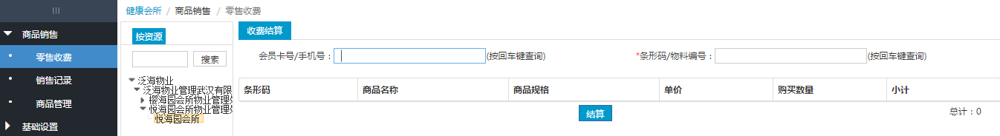 健康会所 / 商品销售 / 零售收费
商品销售
零售收费
销售记录
商品管理
基础设置
按资源
搜索
泛海物业
泛海物业管理武汉有限
樱海园会所物业管理
悦海园会所物业管理
悦海园会所
收费结算
会员卡号/手机号： (按回车键查询) *条形码/物料编号： (按回车键查询)
条形码 商品名称 商品规格 单价 购买数量 小计
结算
总计：0